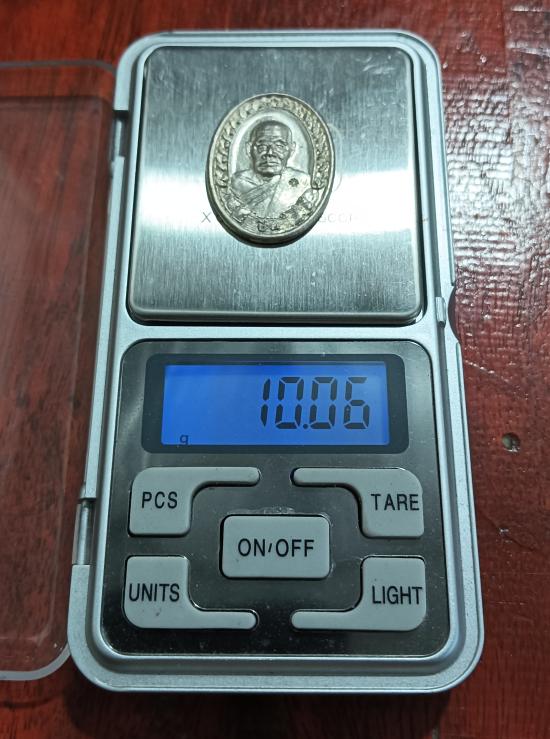 10.06
g
PCS
TARE
ON/OFF
UNITS
LIGHT